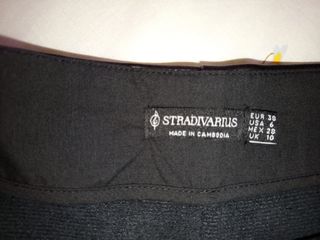 STRADIVARIUS
MADE IN CAMBODIA
EUR 38
USA 6
MEX 28
UK 10